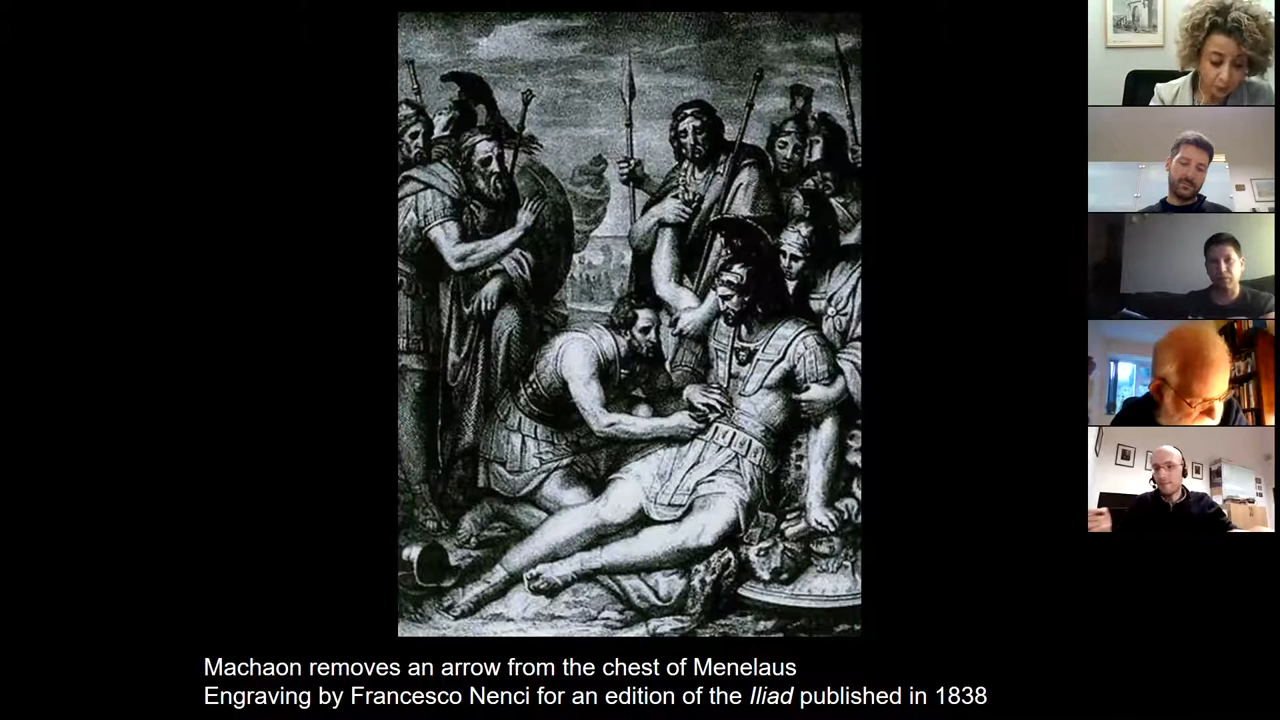 Machaon removes an arrow from the chest of Menelaus
Engraving by Francesco Nenci for an edition of the Iliad published in 1838